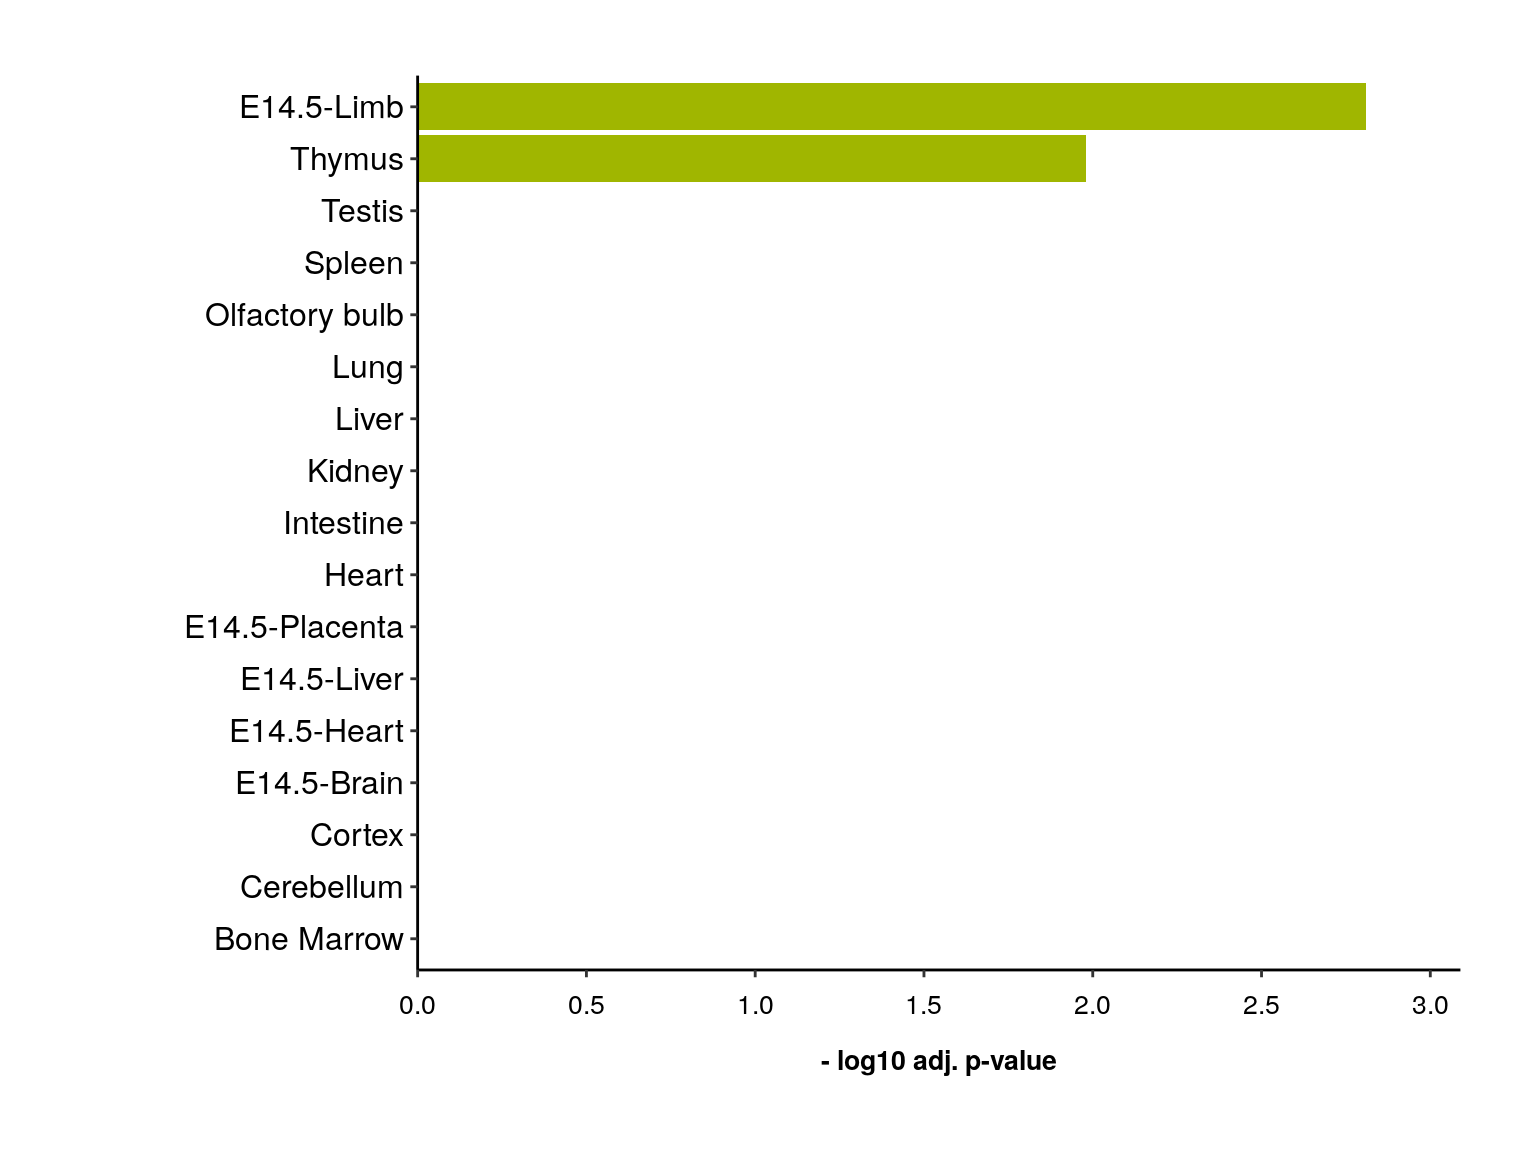 E14.5-Limb
Thymus
Testis
Spleen
Olfactory bulb
Lung
Liver
Kidney
Intestine
Heart
E14.5-Placenta
E14.5-Liver
E14.5-Heart
E14.5-Brain
Cortex
Cerebellum
Bone Marrow
0.0 0.5 1.0 1.5 2.0 2.5 3.0
- log10 adj. p-value